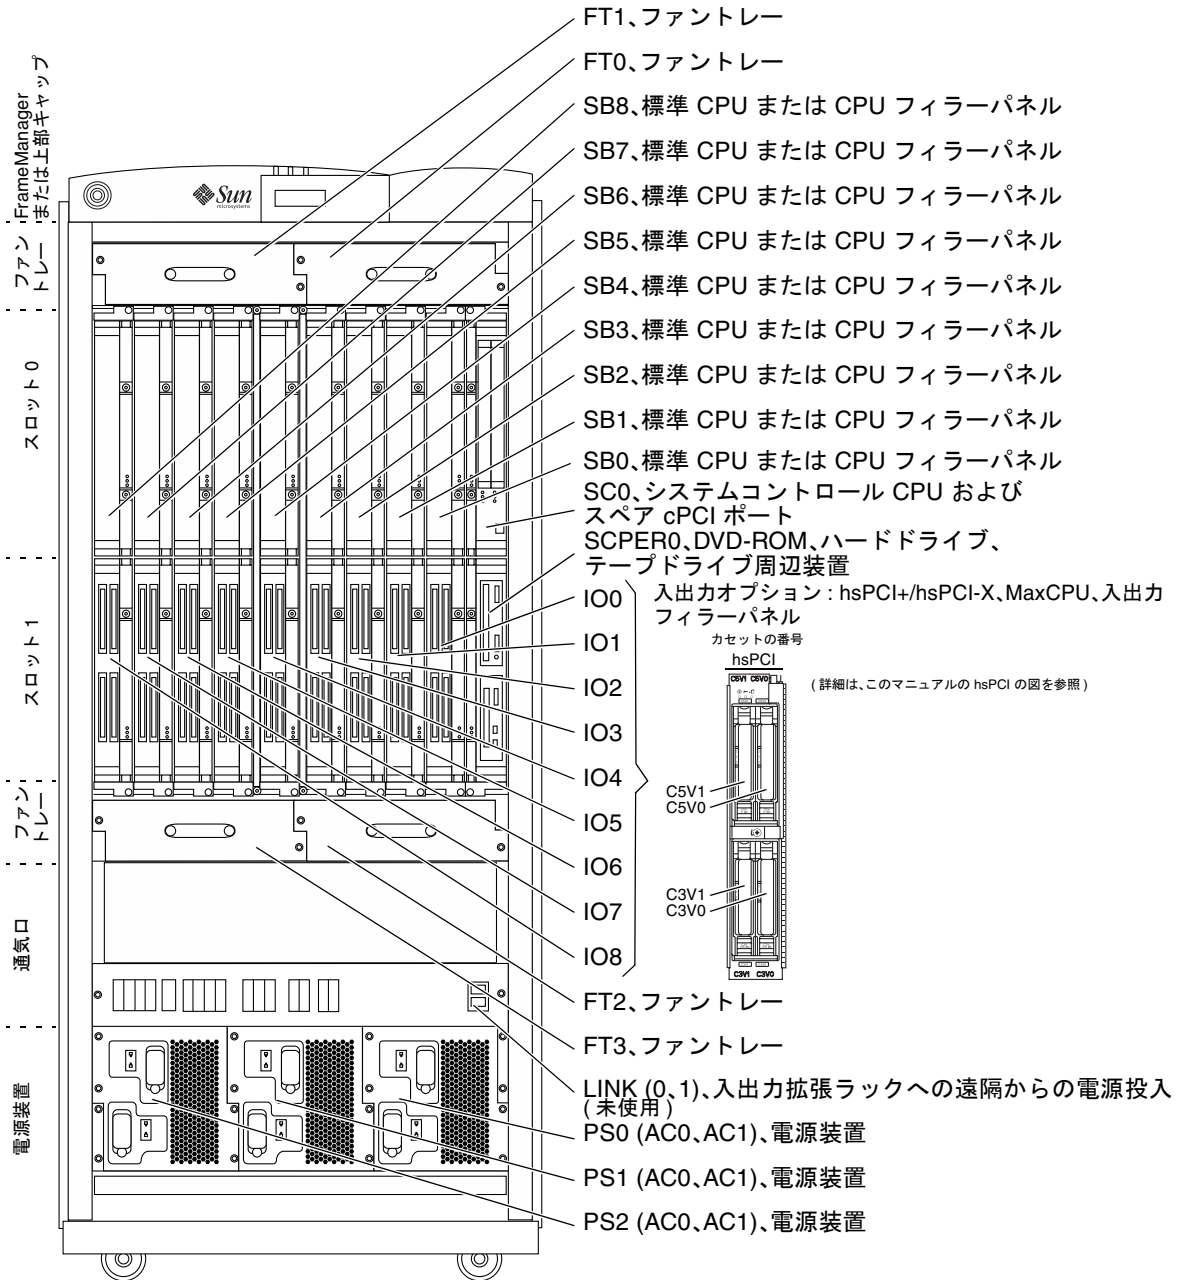 FT1、ファントレー
FT0、ファントレー
SB8、標準 CPU または CPU フィラーパネル
SB7、標準 CPU または CPU フィラーパネル
SB6、標準 CPU または CPU フィラーパネル
SB5、標準 CPU または CPU フィラーパネル
SB4、標準 CPU または CPU フィラーパネル
SB3、標準 CPU または CPU フィラーパネル
SB2、標準 CPU または CPU フィラーパネル
SB1、標準 CPU または CPU フィラーパネル
SB0、標準 CPU または CPU フィラーパネル
SC0、システムコントロール CPU および
スペア cPCI ポート
SCPER0、DVD-ROM、ハードドライブ、
テープドライブ周辺装置
IO0
IO1
IO2
IO3
IO4
IO5
IO6
IO7
IO8
入出力オプション : hsPCI+/hsPCI-X、MaxCPU、入出力
フィラーパネル
カセットの番号
hsPCI
C5V1 C5V0
( 詳細は、このマニュアルの hsPCI の図を参照 )
C5V1
C5V0
C3V1
C3V0
C3V1 C3V0
FT2、ファントレー
FT3、ファントレー
LINK (0、1)、入出力拡張ラックへの遠隔からの電源投入
( 未使用 )
PS0 (AC0、AC1)、電源装置
PS1 (AC0、AC1)、電源装置
PS2 (AC0、AC1)、電源装置
FrameManager
または上部キャップ
ファン
トレー
スロット 0
スロット 1
ファン
トレー
通気口
電源装置
Sun
microsystems